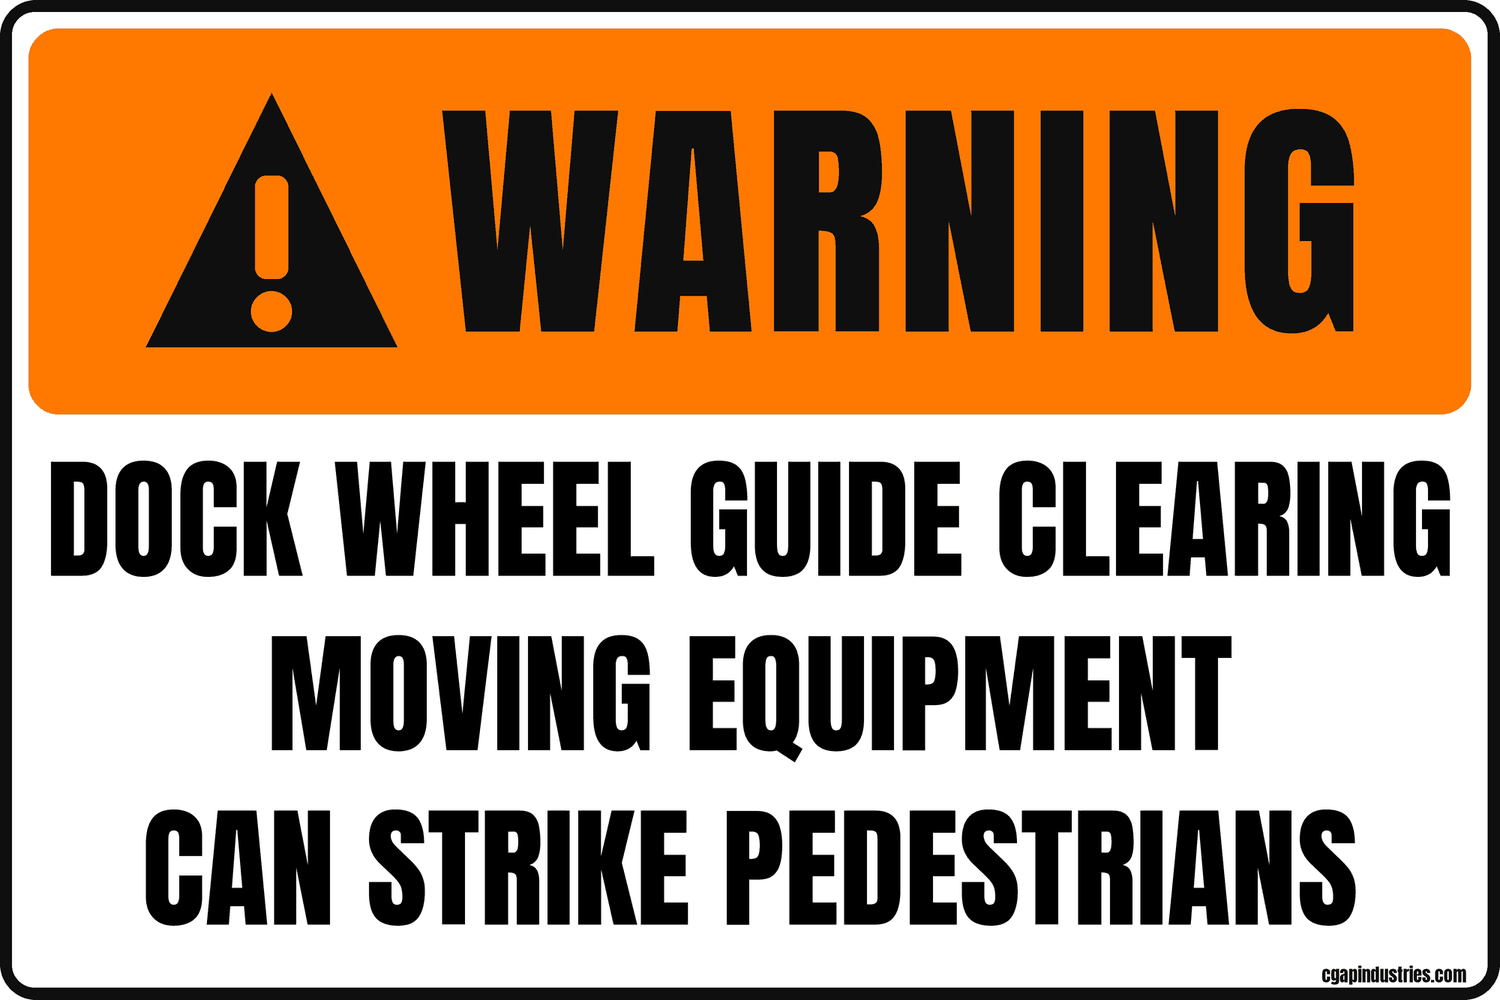 WARNING
DOCK WHEEL GUIDE CLEARING
MOVING EQUIPMENT
CAN STRIKE PEDESTRIANS
cgapindustries.com